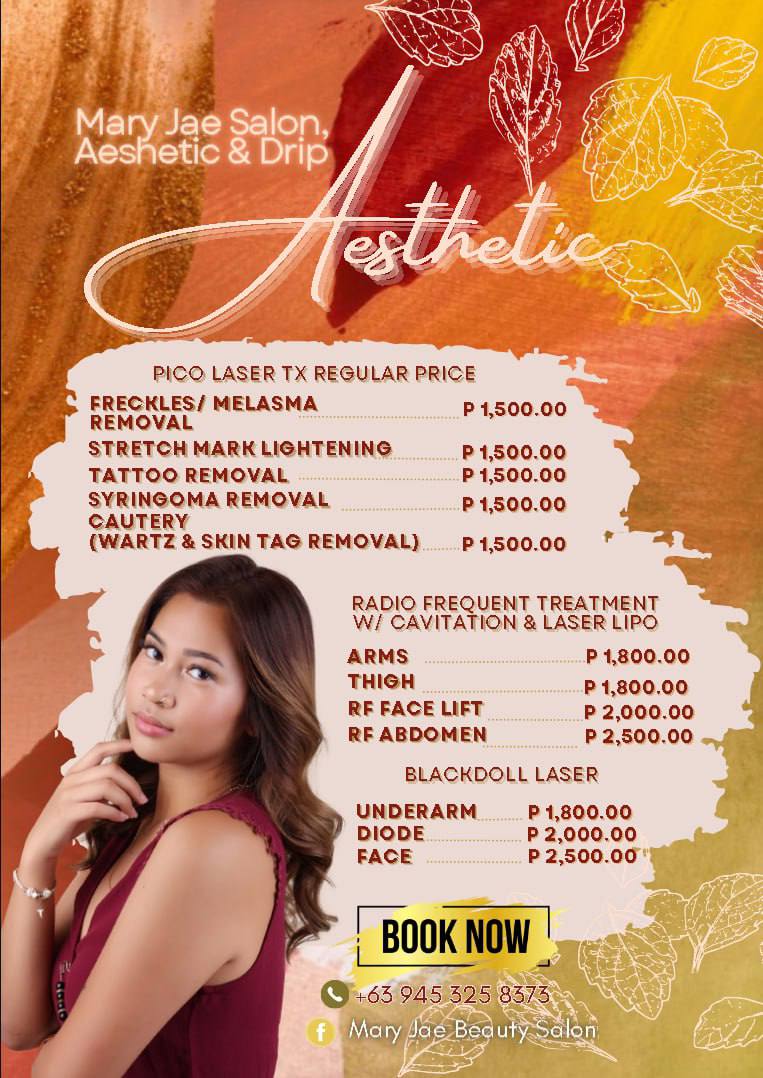 Mary Jae Salon,
Aeshetic & Drip
Aesthetic
PICO LASER TX REGULAR PRICE
FRECKLES/ MELASMA
REMOVAL P 1,500.00
STRETCH MARK LIGHTENING P 1,500.00
TATTOO REMOVAL P 1,500.00
SYRINGOMA REMOVAL P 1,500.00
CAUTERY
(WARTZ & SKIN TAG REMOVAL) P 1,500.00
RADIO FREQUENT TREATMENT
W/ CAVITATION & LASER LIPO
ARMS P 1,800.00
THIGH P 1,800.00
RF FACE LIFT P 2,000.00
RF ABDOMEN P 2,500.00
BLACKDOLL LASER
UNDERARM P 1,800.00
DIODE P 2,000.00
FACE P 2,500.00
BOOK NOW
+63 945 325 8373
Mary Jae Beauty Salon